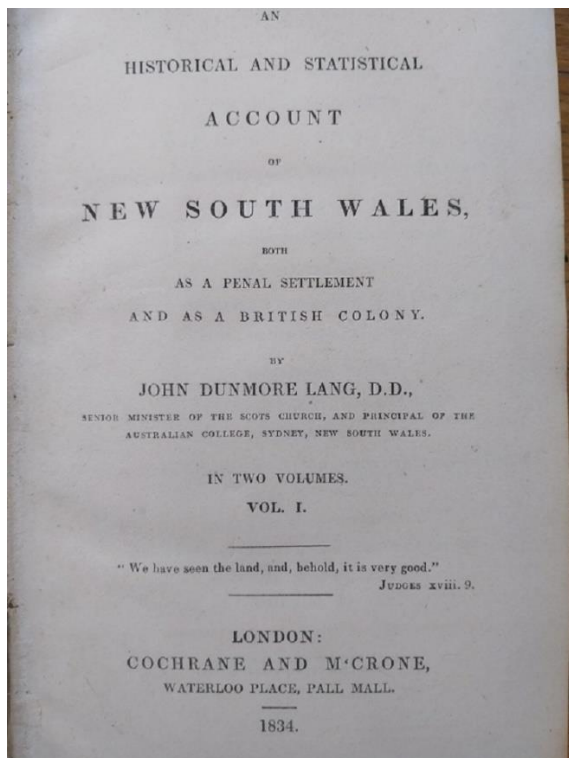 AN
HISTORICAL AND STATISTICAL
ACCOUNT
OF
NEW SOUTH WALES,
BOTH
AS A PENAL SETTLEMENT
AND AS A BRITISH COLONY.
BY
JOHN DUNMORE LANG, D.D.,
SENIOR MINISTER OF THE SCOTS CHURCH, AND PRINCIPAL OF THE
AUSTRALIAN COLLEGE, SYDNEY, NEW SOUTH WALES.
IN TWO VOLUMES.
VOL. I.
“ We have seen the land, and, behold, it is very good.”
JUDGES xviii. 9.
LONDON:
COCHRANE AND M‘CRONE,
WATERLOO PLACE, PALL MALL.
1834.